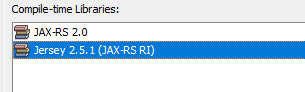 Compile-time Libraries:
JAX-RS 2.0
Jersey 2.5.1 (JAX-RS RI)